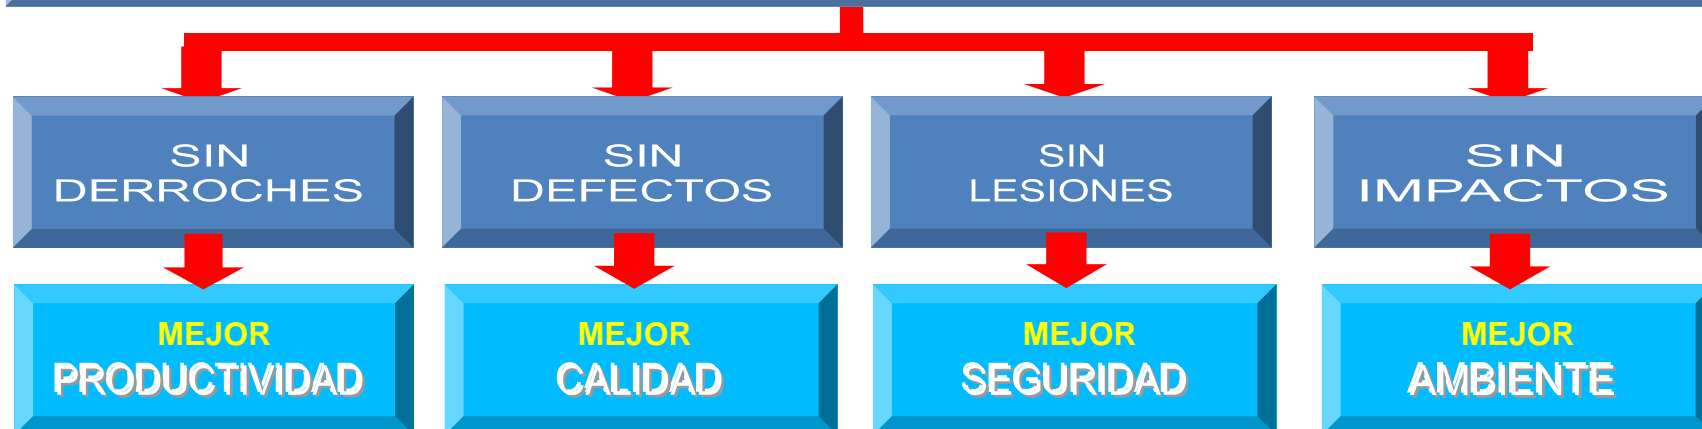 SIN
DERROCHES
SIN
DEFECTOS
SIN
LESIONES
SIN
IMPACTOS
MEJOR
PRODUCTIVIDAD
MEJOR
CALIDAD
MEJOR
SEGURIDAD
MEJOR
AMBIENTE